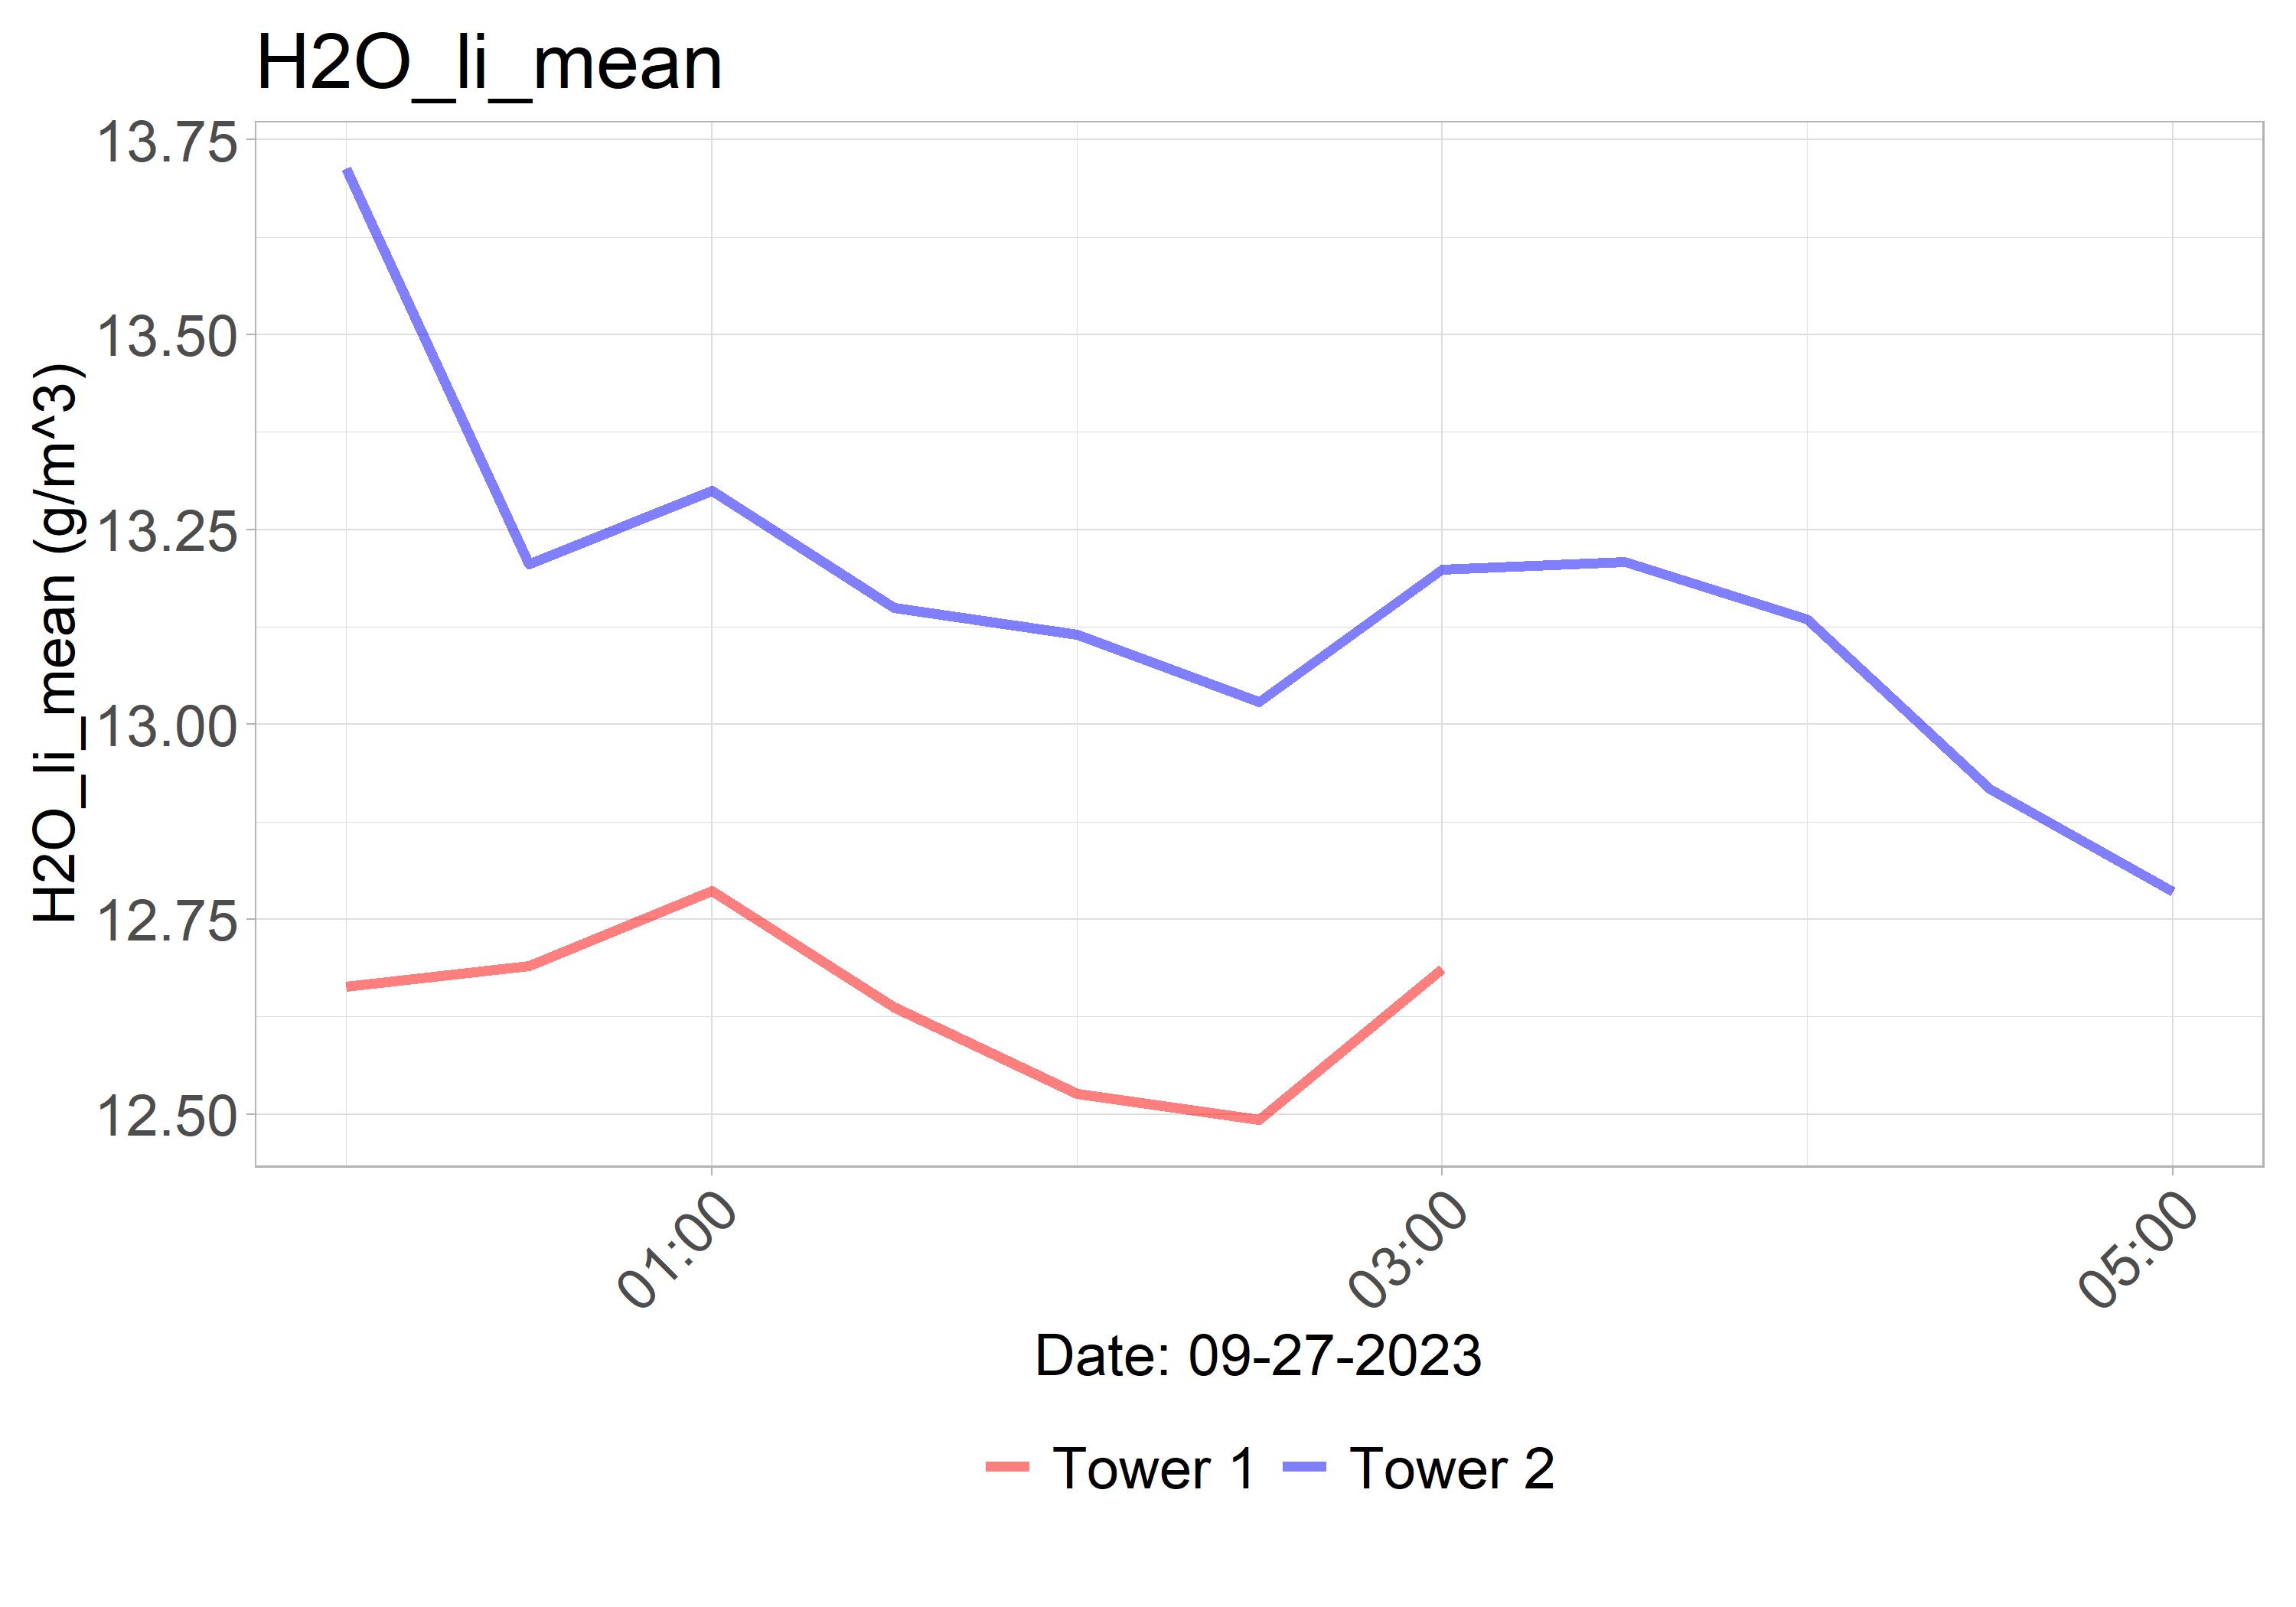 H2O_li_mean
H2O_li_mean (g/m^3)
13.75
13.50
13.25
13.00
12.75
12.50
01:00
03:00
05:00
Date: 09-27-2023
Tower 1
Tower 2